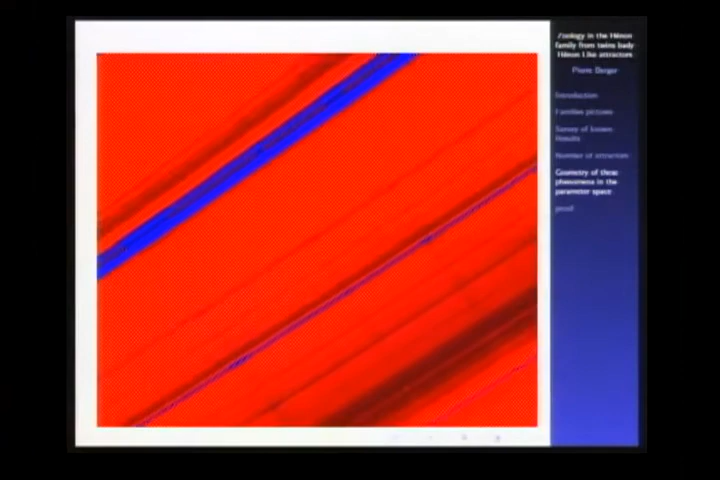 Zoology in the Hénon
family from twins baby
Hénon Like attractors
Pierre Berger
Introduction
Families pictures
Survey of known
Results
Number of attractors
Geometry of these
phenomena in the
parameter space
proof